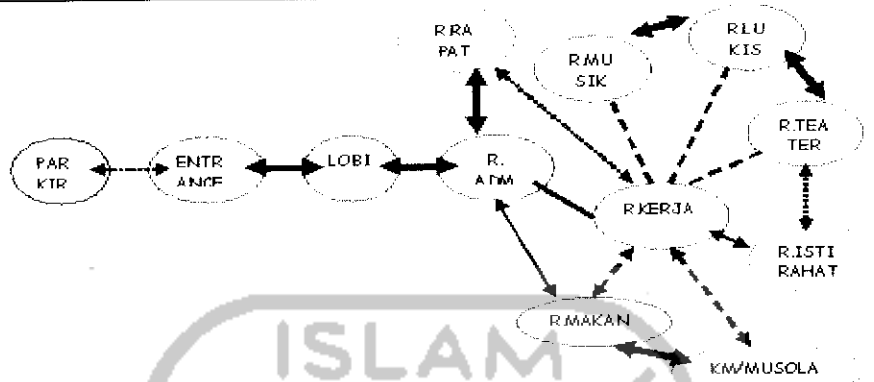 R.RA
PAT
R.MU
SIK
R.LU
KIS
R.TEA
TER
PAR
KIR
ENTR
ANCE
LOBI
R.
ADM
R.KERJA
R.ISTI
RAHAT
R.MAKAN
KM/MUSOLA
ISLAM